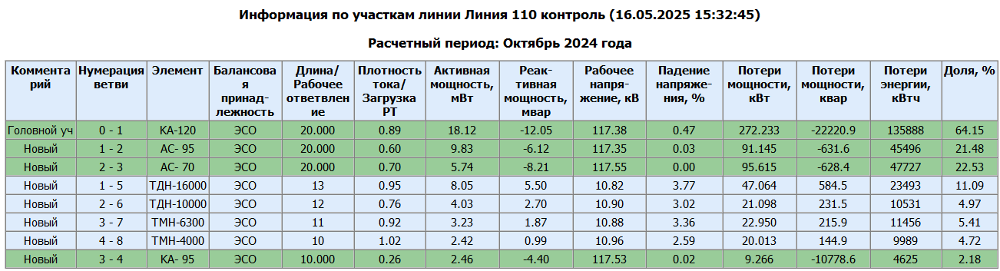 Информация по участкам линии Линия 110 контроль (16.05.2025 15:32:45)
Расчетный период: Октябрь 2024 года
Комментарий Нумерация ветви Элемент Балансовая принад-лежность Длина/Рабочее ответвление Плотность тока/Загрузка РТ Активная мощность, мВт Реак-тивная мощность, мвар Рабочее напря-жение, кВ Падение напряже-ния, % Потери мощности, кВт Потери мощности, квар Потери энергии, кВтч Доля, %
Головной уч 0 - 1 КА-120 ЭСО 20.000 0.89 18.12 -12.05 117.38 0.47 272.233 -22220.9 135888 64.15
Новый 1 - 2 АС- 95 ЭСО 20.000 0.60 9.83 -6.12 117.35 0.03 91.145 -631.6 45496 21.48
Новый 2 - 3 АС- 70 ЭСО 20.000 0.70 5.74 -8.21 117.55 0.00 95.615 -628.4 47727 22.53
Новый 1 - 5 ТДН-16000 ЭСО 13 0.95 8.05 5.50 10.82 3.77 47.064 584.5 23493 11.09
Новый 2 - 6 ТДН-10000 ЭСО 12 0.76 4.03 2.70 10.90 3.02 21.098 231.5 10531 4.97
Новый 3 - 7 ТМН-6300 ЭСО 11 0.92 3.23 1.87 10.88 3.36 22.950 215.9 11456 5.41
Новый 4 - 8 ТМН-4000 ЭСО 10 1.02 2.42 0.99 10.96 2.59 20.013 144.9 9989 4.72
Новый 3 - 4 КА- 95 ЭСО 10.000 0.26 2.46 -4.40 117.53 0.02 9.266 -10778.6 4625 2.18